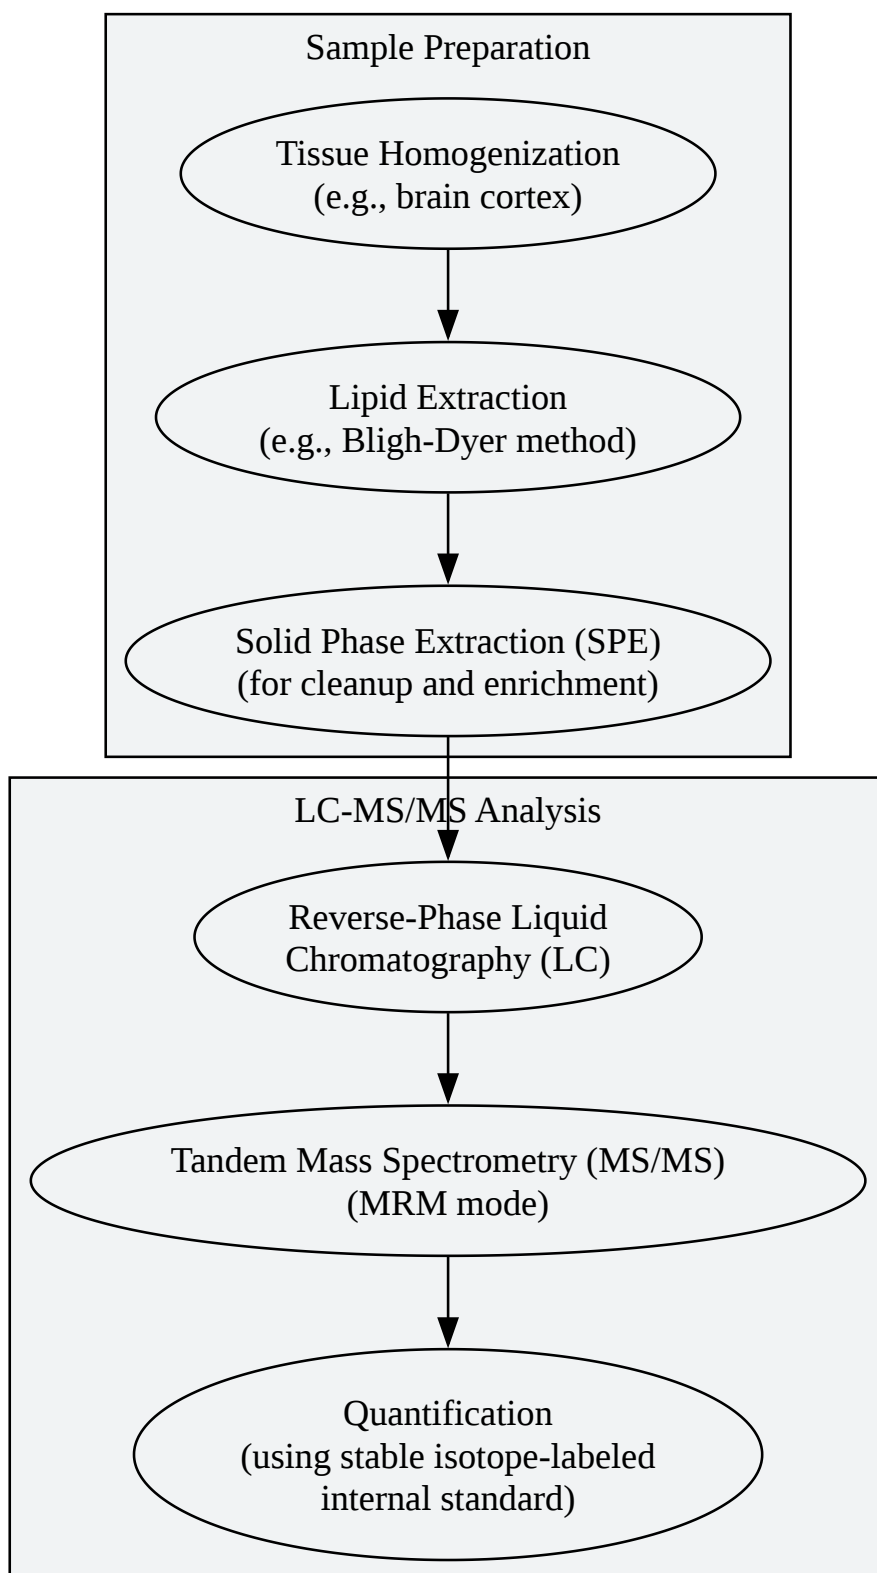 Sample Preparation
Tissue Homogenization
(e.g., brain cortex)
Lipid Extraction
(e.g., Bligh-Dyer method)
Solid Phase Extraction (SPE)
(for cleanup and enrichment)
LC-MS/MS Analysis
Reverse-Phase Liquid
Chromatography (LC)
Tandem Mass Spectrometry (MS/MS)
(MRM mode)
Quantification
(using stable isotope-labeled
internal standard)